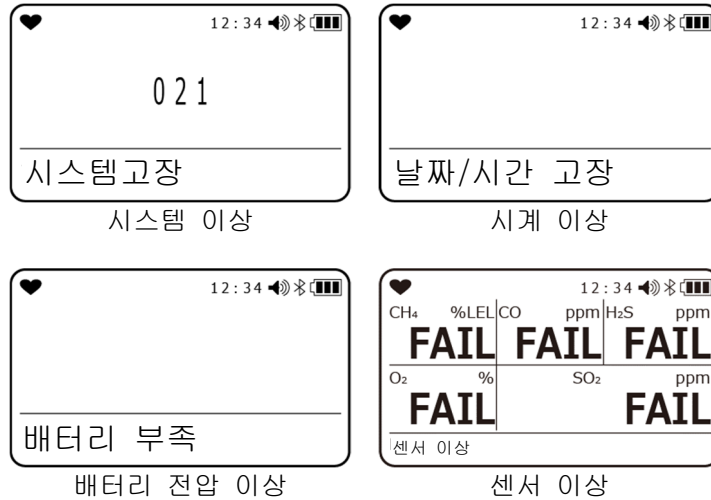 12:34
021
시스템고장
시스템 이상
12:34
날짜/시간 고장
시계 이상
12:34
배터리 부족
배터리 전압 이상
12:34
CH₄ %LEL CO ppm H₂S ppm
FAIL FAIL FAIL
O₂ % SO₂ ppm
FAIL FAIL
센서 이상
센서 이상